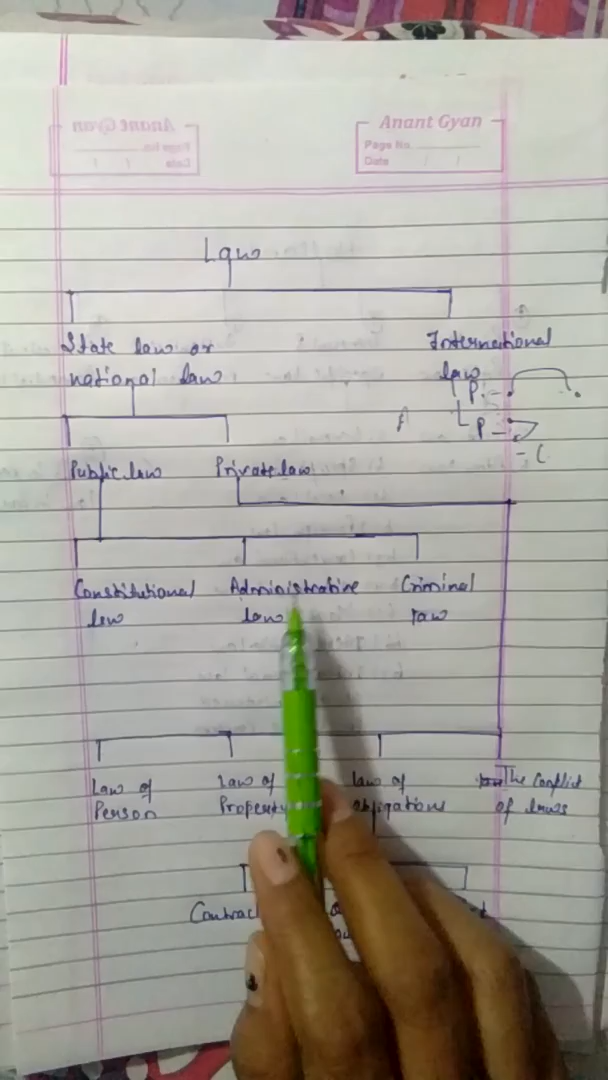 Anant Gyan
Page No.
Date
Law
State law or
national law
International
law
P.
P
Public law
Private law
Constitutional
law
Administrative
law
Criminal
law
Law of
Person
Law of
Property
law of
obligations
The Conflict
of laws